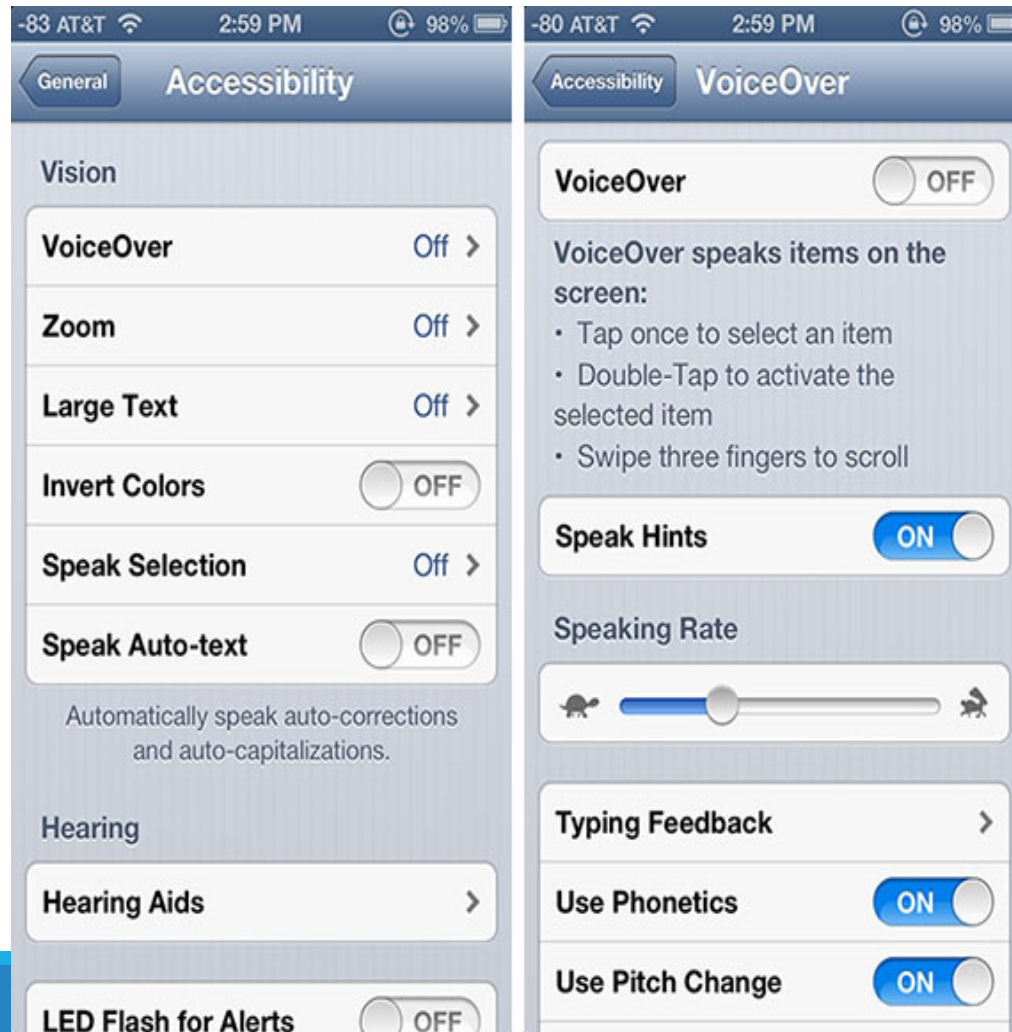 -83 AT&T 2:59 PM 98%
General Accessibility
Vision
VoiceOver Off
Zoom Off
Large Text Off
Invert Colors OFF
Speak Selection Off
Speak Auto-text OFF
Automatically speak auto-corrections
and auto-capitalizations.
Hearing
Hearing Aids
LED Flash for Alerts OFF
-80 AT&T 2:59 PM 98%
Accessibility VoiceOver
VoiceOver OFF
VoiceOver speaks items on the
screen:
• Tap once to select an item
• Double-Tap to activate the
selected item
• Swipe three fingers to scroll
Speak Hints ON
Speaking Rate
Typing Feedback
Use Phonetics ON
Use Pitch Change ON